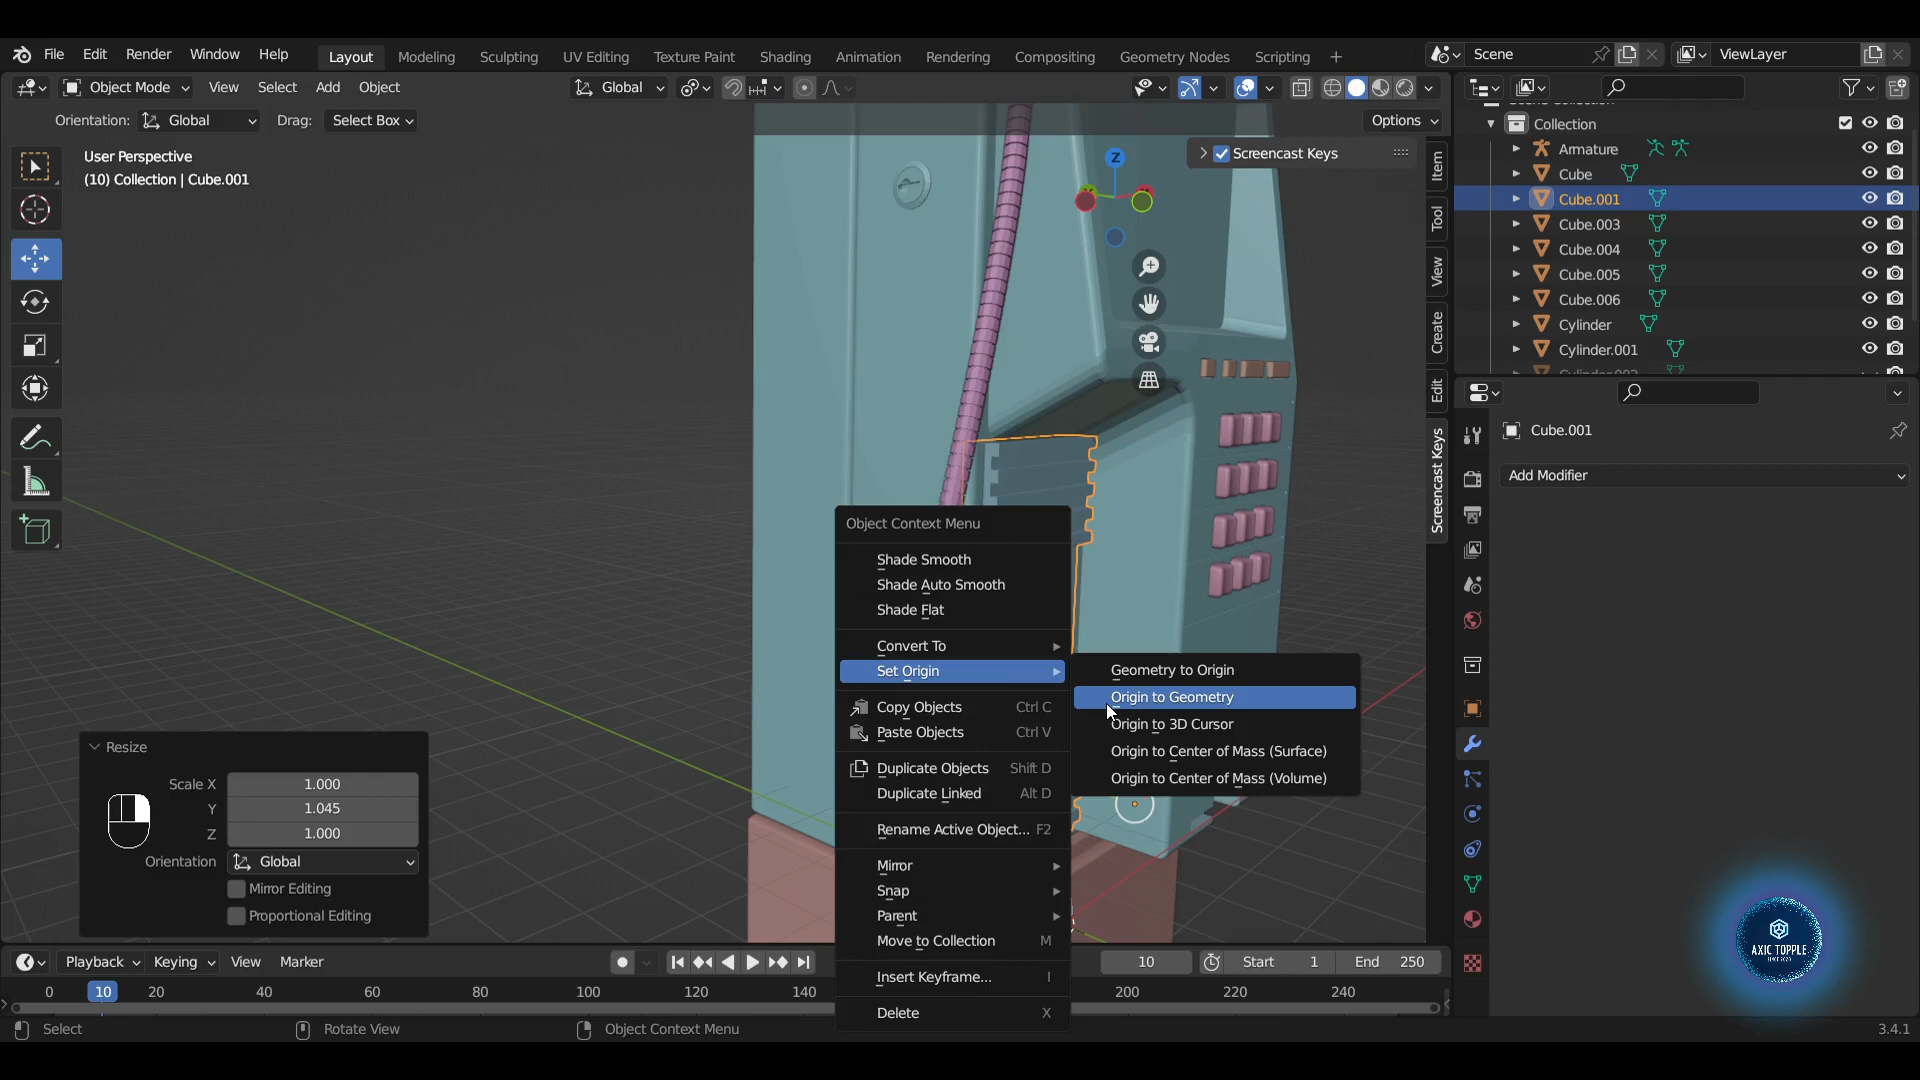 File Edit Render Window Help Layout Modeling Sculpting UV Editing Texture Paint Shading Animation Rendering Compositing Geometry Nodes Scripting + Scene ViewLayer
Object Mode View Select Add Object Global
Orientation: Global Drag: Select Box Options
User Perspective
(10) Collection | Cube.001
Screencast Keys
Z
Item
Tool
View
Create
Edit
Screencast Keys
Collection
Armature
Cube
Cube.001
Cube.003
Cube.004
Cube.005
Cube.006
Cylinder
Cylinder.001
Cube.001
Add Modifier
Object Context Menu
Shade Smooth
Shade Auto Smooth
Shade Flat
Convert To
Set Origin
Copy Objects Ctrl C
Paste Objects Ctrl V
Duplicate Objects Shift D
Duplicate Linked Alt D
Rename Active Object... F2
Mirror
Snap
Parent
Move to Collection M
Insert Keyframe... I
Delete X
Geometry to Origin
Origin to Geometry
Origin to 3D Cursor
Origin to Center of Mass (Surface)
Origin to Center of Mass (Volume)
Resize
Scale X 1.000
Y 1.045
Z 1.000
Orientation Global
Mirror Editing
Proportional Editing
Playback Keying View Marker 10 Start 1 End 250
0 10 20 40 60 80 100 120 140 200 220 240
Select Rotate View Object Context Menu 3.4.1
AXIC TOPPLE